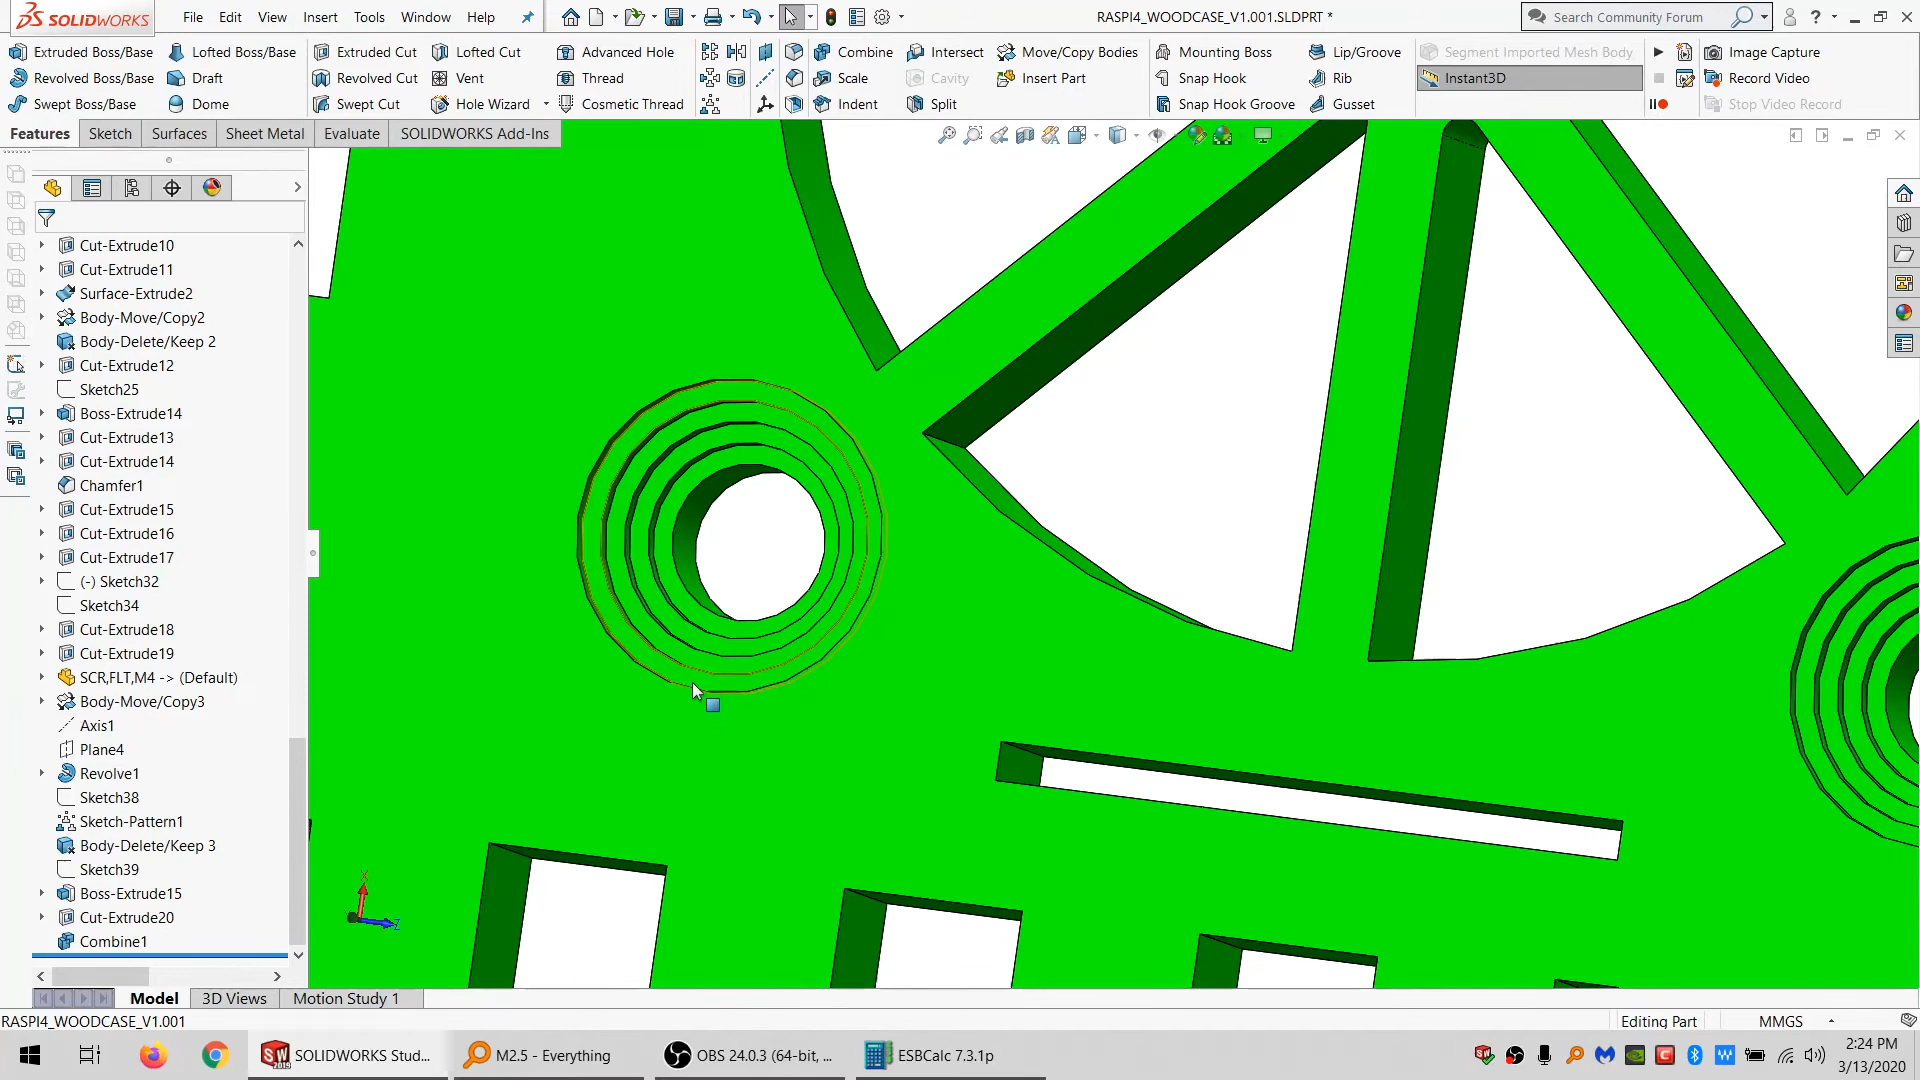 SOLIDWORKS
File Edit View Insert Tools Window Help
RASPI4_WOODCASE_V1.001.SLDPRT *
Search Community Forum
Extruded Boss/Base
Revolved Boss/Base
Swept Boss/Base
Lofted Boss/Base
Draft
Dome
Extruded Cut
Revolved Cut
Swept Cut
Lofted Cut
Vent
Hole Wizard
Advanced Hole
Thread
Cosmetic Thread
Combine
Scale
Indent
Intersect
Cavity
Split
Move/Copy Bodies
Insert Part
Mounting Boss
Snap Hook
Snap Hook Groove
Lip/Groove
Rib
Gusset
Segment Imported Mesh Body
Instant3D
Image Capture
Record Video
Stop Video Record
Features Sketch Surfaces Sheet Metal Evaluate SOLIDWORKS Add-Ins
Cut-Extrude10
Cut-Extrude11
Surface-Extrude2
Body-Move/Copy2
Body-Delete/Keep 2
Cut-Extrude12
Sketch25
Boss-Extrude14
Cut-Extrude13
Cut-Extrude14
Chamfer1
Cut-Extrude15
Cut-Extrude16
Cut-Extrude17
(-) Sketch32
Sketch34
Cut-Extrude18
Cut-Extrude19
SCR,FLT,M4 -> (Default)
Body-Move/Copy3
Axis1
Plane4
Revolve1
Sketch38
Sketch-Pattern1
Body-Delete/Keep 3
Sketch39
Boss-Extrude15
Cut-Extrude20
Combine1
X
Z
Model 3D Views Motion Study 1
RASPI4_WOODCASE_V1.001
Editing Part MMGS
SOLIDWORKS Stud...
M2.5 - Everything
OBS 24.0.3 (64-bit, ...
ESBCalc 7.3.1p
2:24 PM
3/13/2020